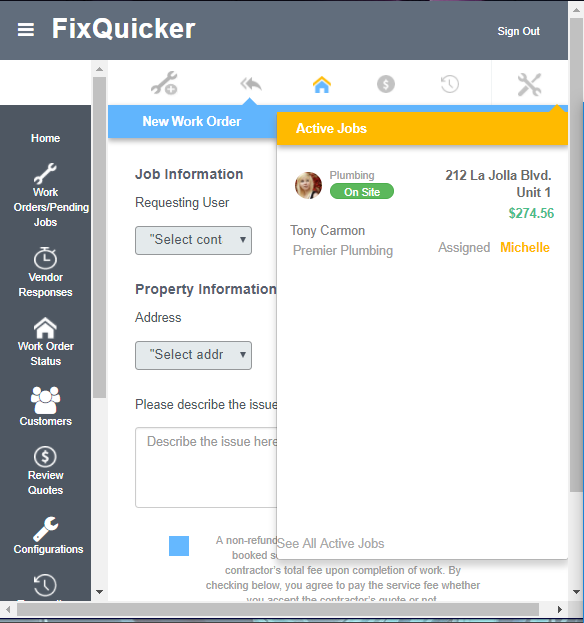 FixQuicker
Sign Out
Home
Work
Orders/Pending
Jobs
Vendor
Responses
Work Order
Status
Customers
Review
Quotes
Configurations
New Work Order
Job Information
Requesting User
"Select cont
Property Information
Address
"Select addr
Please describe the issue
Describe the issue here
A non-refund
booked s
contractor's total fee upon completion of work. By
checking below, you agree to pay the service fee whether
you accept the contractor's quote or not.
Active Jobs
Plumbing
On Site
212 La Jolla Blvd.
Unit 1
$274.56
Tony Carmon
Premier Plumbing
Assigned Michelle
See All Active Jobs